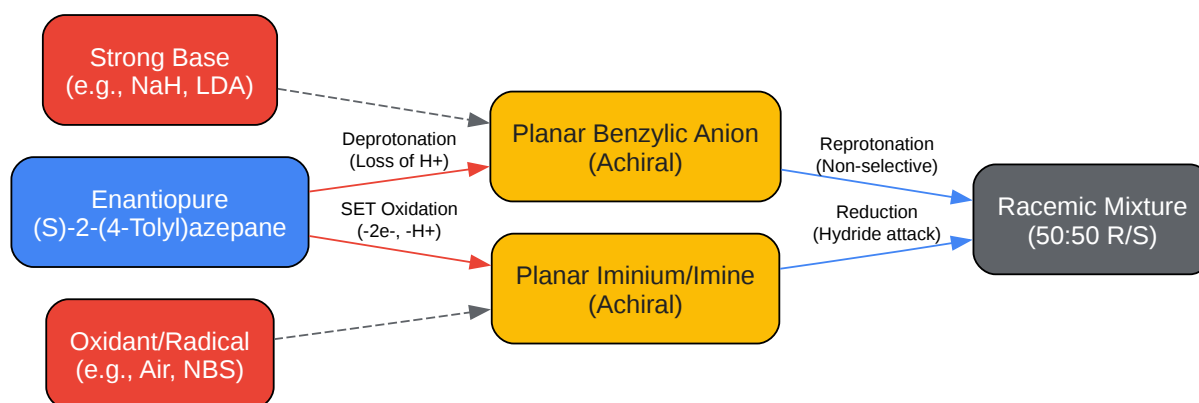 Strong Base
(e.g., NaH, LDA)
Enantiopure
(S)-2-(4-Tolyl)azepane
Oxidant/Radical
(e.g., Air, NBS)
Deprotonation
(Loss of H+)
SET Oxidation
(-2e-, -H+)
Planar Benzylic Anion
(Achiral)
Planar Iminium/Imine
(Achiral)
Reprotonation
(Non-selective)
Reduction
(Hydride attack)
Racemic Mixture
(50:50 R/S)